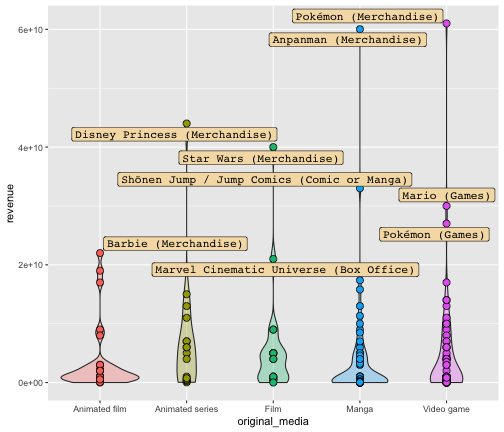 Pokémon (Merchandise)
6e+10
Anpanman (Merchandise)
Disney Princess (Merchandise)
4e+10
Star Wars (Merchandise)
Shōnen Jump / Jump Comics (Comic or Manga)
Mario (Games)
Pokémon (Games)
Barbie (Merchandise)
2e+10
Marvel Cinematic Universe (Box Office)
0e+00
revenue
Animated film Animated series Film Manga Video game
original_media